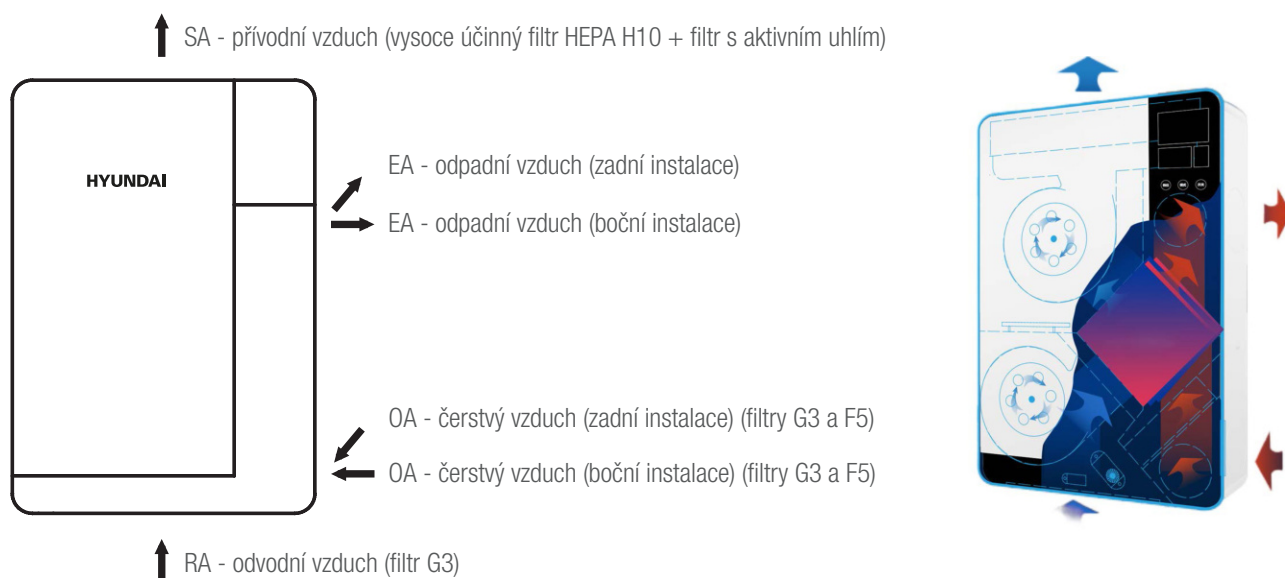 SA - přívodní vzduch (vysoce účinný filtr HEPA H10 + filtr s aktivním uhlím)
HYUNDAI
EA - odpadní vzduch (zadní instalace)
EA - odpadní vzduch (boční instalace)
OA - čerstvý vzduch (zadní instalace) (filtry G3 a F5)
OA - čerstvý vzduch (boční instalace) (filtry G3 a F5)
RA - odvodní vzduch (filtr G3)